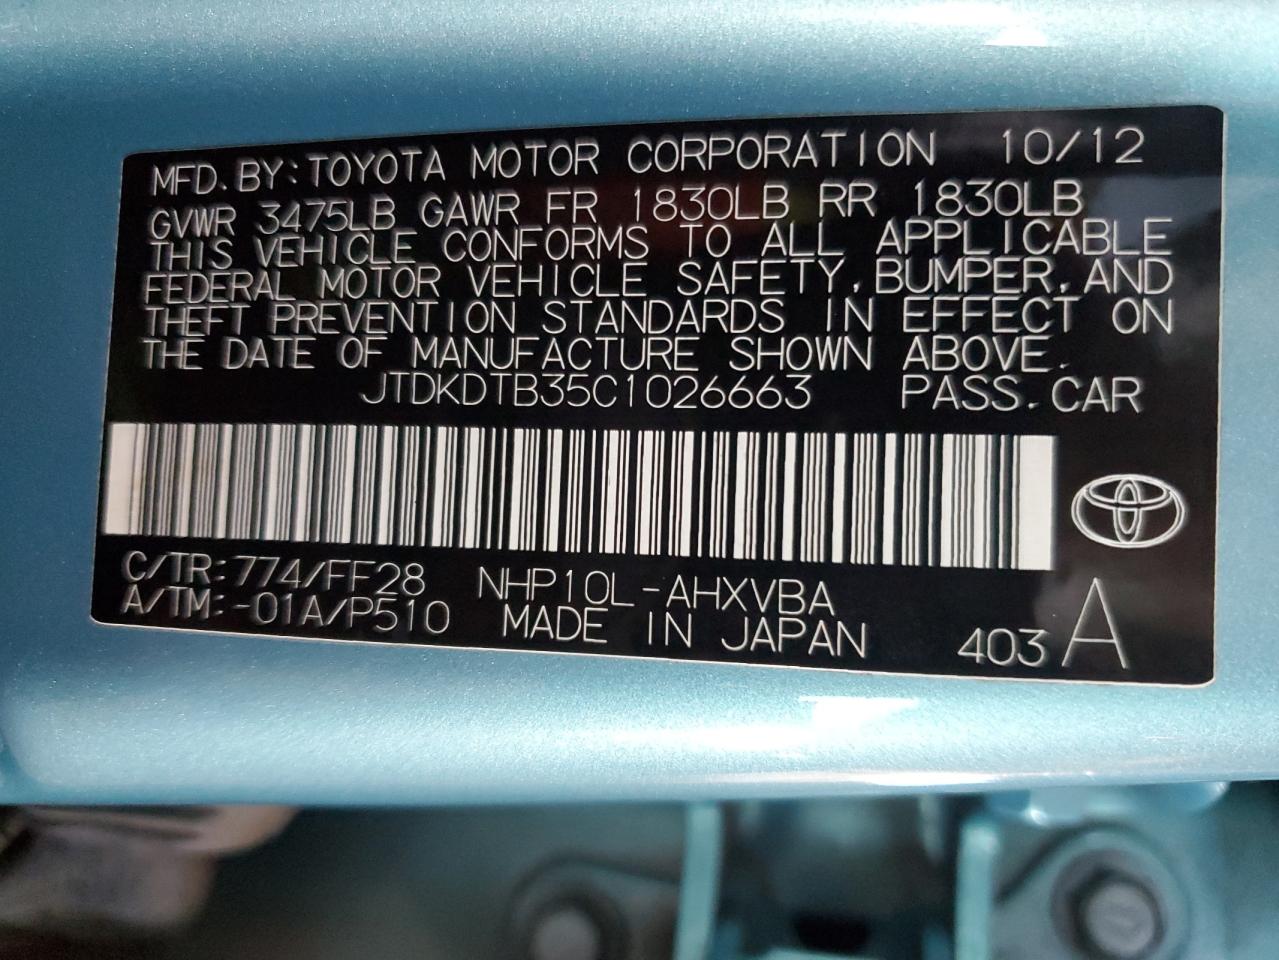 MFD. BY: TOYOTA MOTOR CORPORATION 10/12
GVWR 3475LB GAWR FR 1830LB RR 1830LB
THIS VEHICLE CONFORMS TO ALL APPLICABLE
FEDERAL MOTOR VEHICLE SAFETY, BUMPER, AND
THEFT PREVENTION STANDARDS IN EFFECT ON
THE DATE OF MANUFACTURE SHOWN ABOVE.
JTDKDTB35C1026663 PASS. CAR
C/TR: 774/FF28 NHP10L-AHXVBA
A/TM: -01A/P510 MADE IN JAPAN 403 A